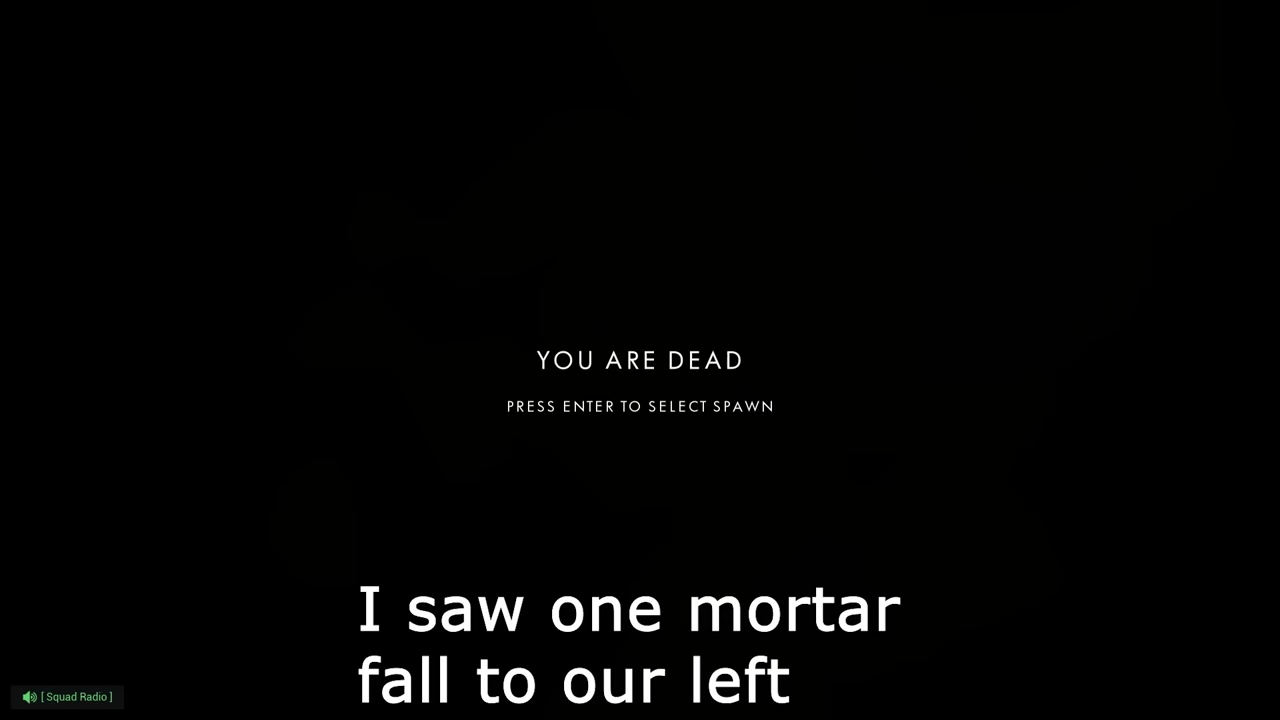 YOU ARE DEAD
PRESS ENTER TO SELECT SPAWN
I saw one mortar
fall to our left
[ Squad Radio ]